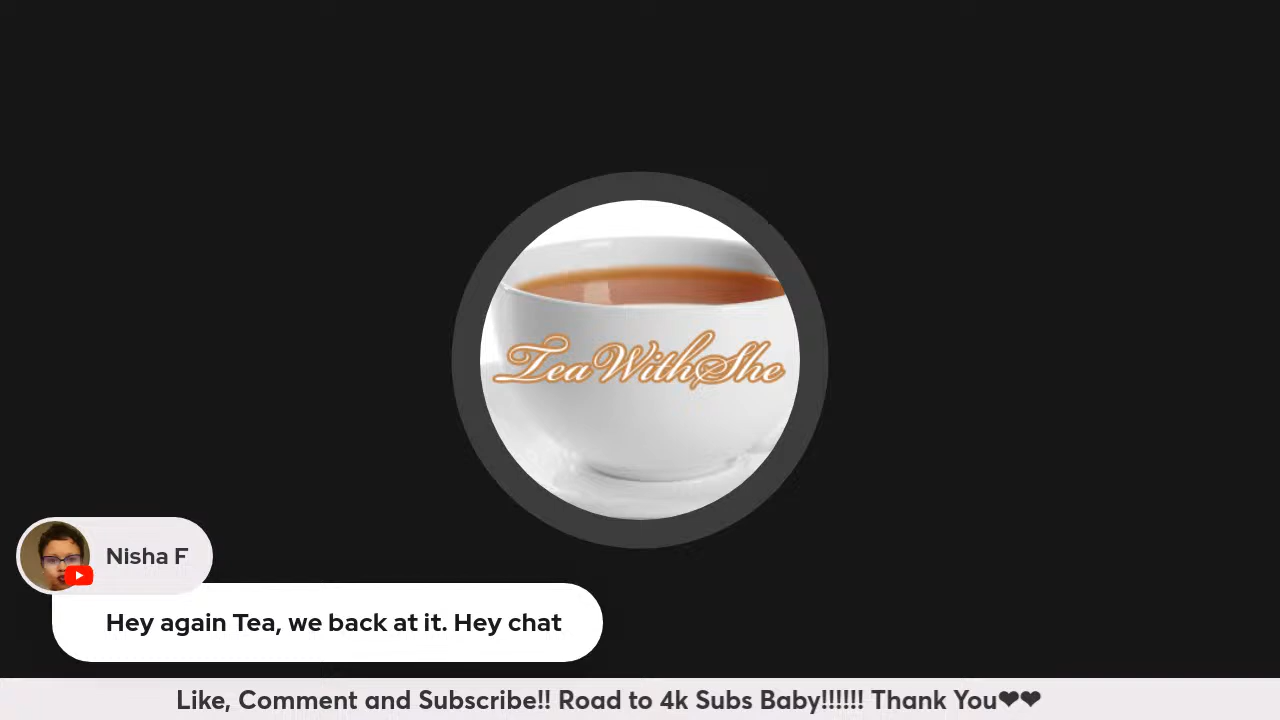 TeaWithShe
Nisha F
Hey again Tea, we back at it. Hey chat
Like, Comment and Subscribe!! Road to 4k Subs Baby!!!!!! Thank You❤❤